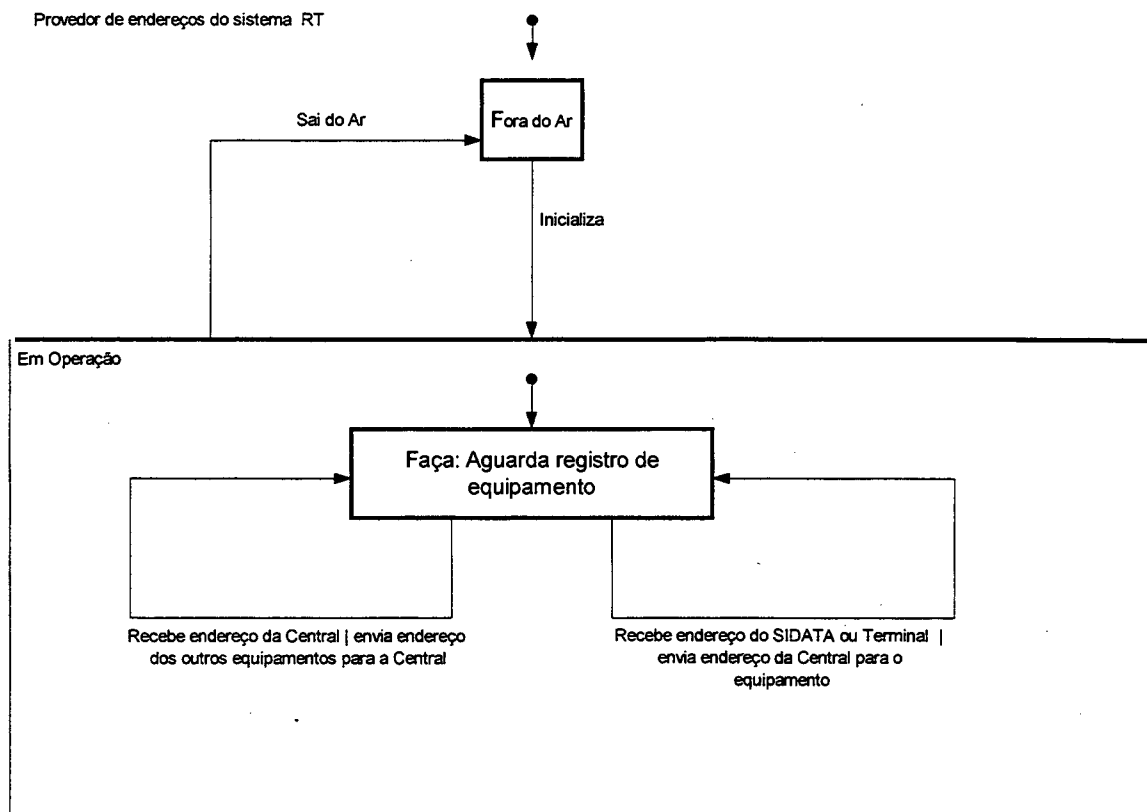 Provedor de endereços do sistema RT
Fora do Ar
Sai do Ar
Inicializa
Em Operação
Faça: Aguarda registro de
equipamento
Recebe endereço da Central | envia endereço
dos outros equipamentos para a Central
Recebe endereço do SIDATA ou Terminal |
envia endereço da Central para o
equipamento